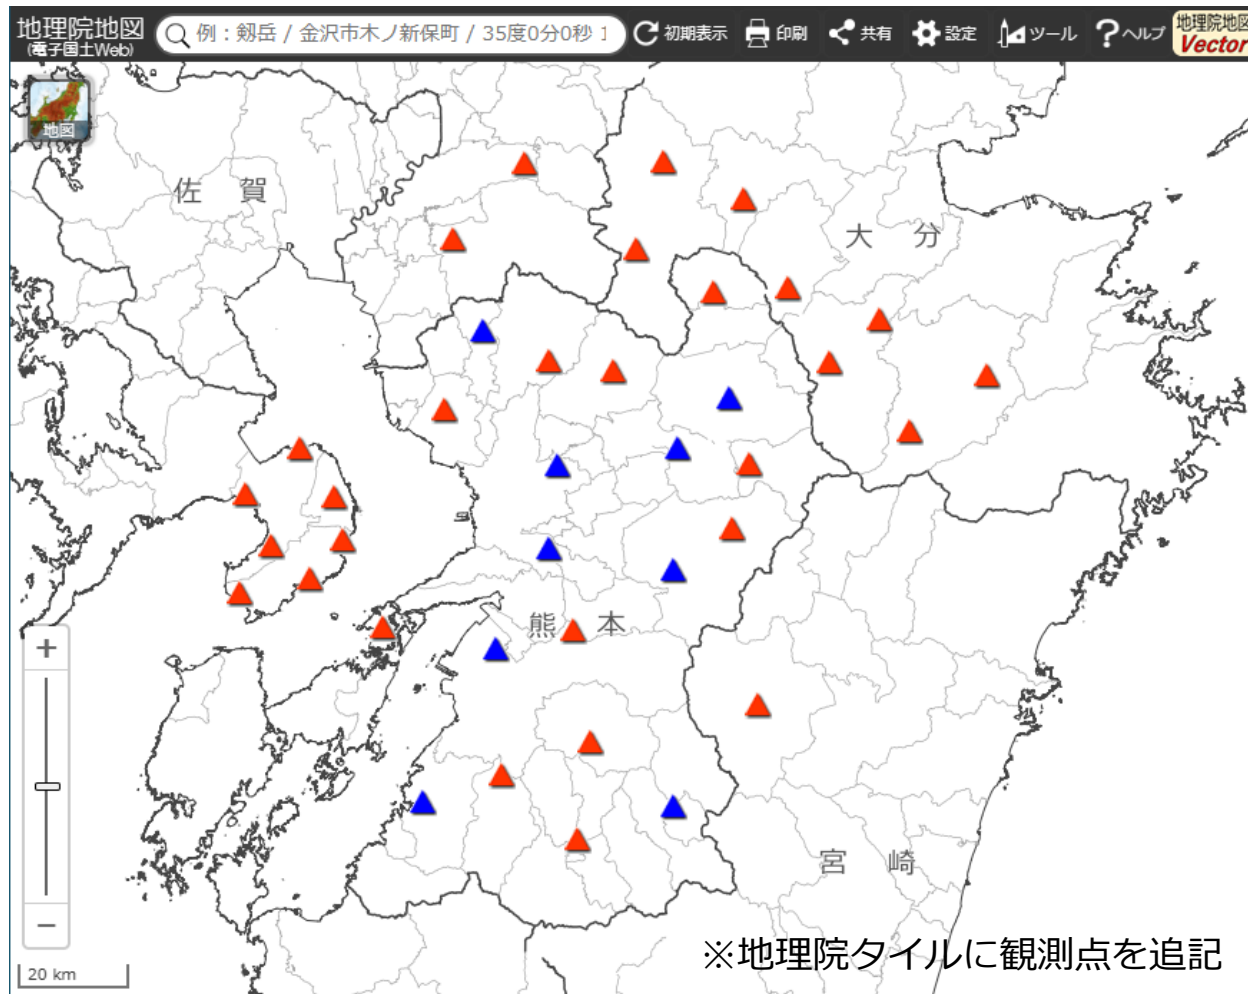 地理院地図
(電子国土Web)
例：剱岳 / 金沢市木ノ新保町 / 35度0分0秒 1
初期表示
印刷
共有
設定
ツール
ヘルプ
地理院地図
Vector
地図
佐 賀
大 分
熊 本
宮 崎
+
−
20 km
※地理院タイルに観測点を追記